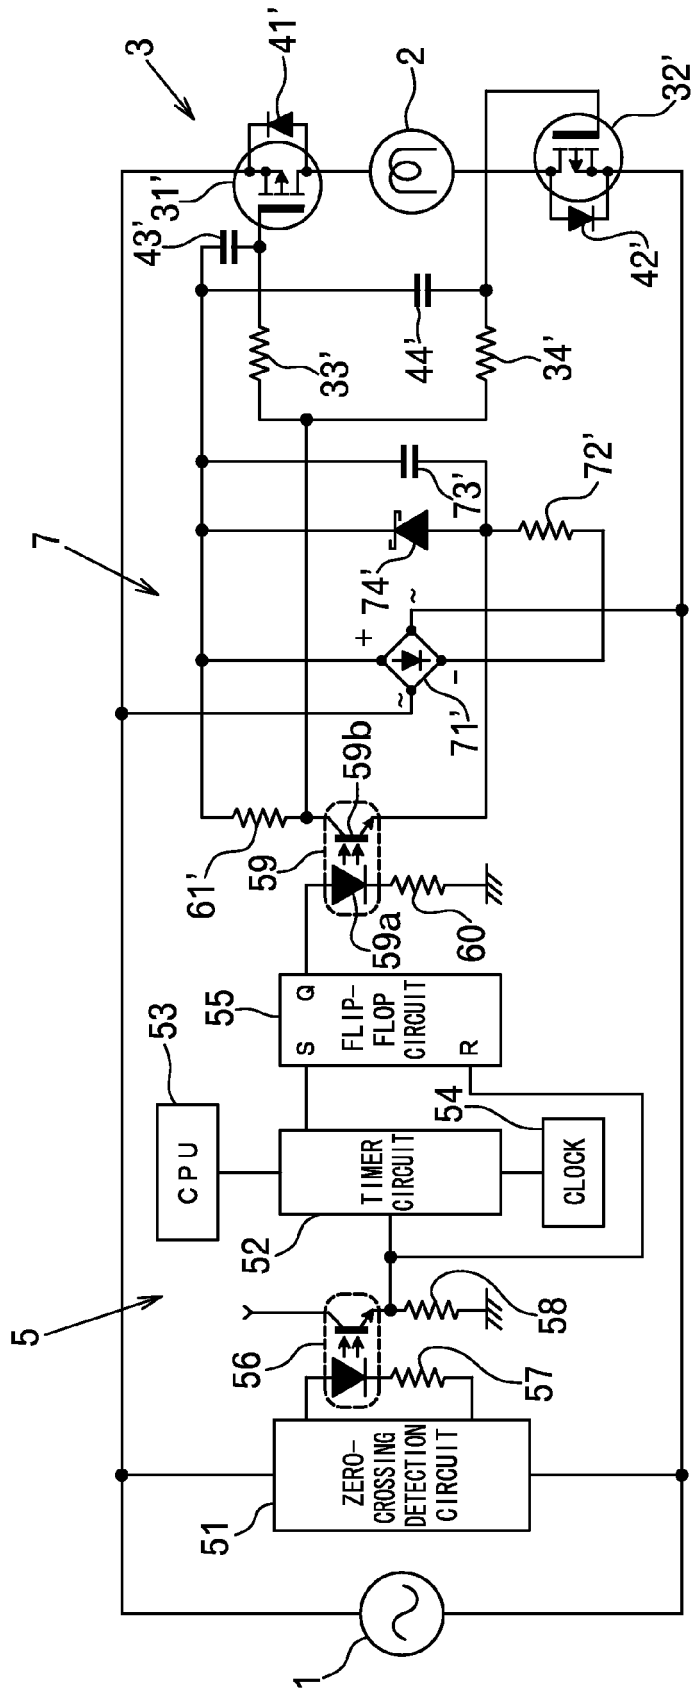 1
5
51
ZERO-
CROSSING
DETECTION
CIRCUIT
56
57
58
52
TIMER
CIRCUIT
53
CPU
54
CLOCK
55
S
Q
FLIP-
FLOP
CIRCUIT
R
59
59a
59b
60
61'
7
71'
~
~
+
-
72'
73'
74'
3
31'
41'
43'
33'
44'
34'
2
32'
42'